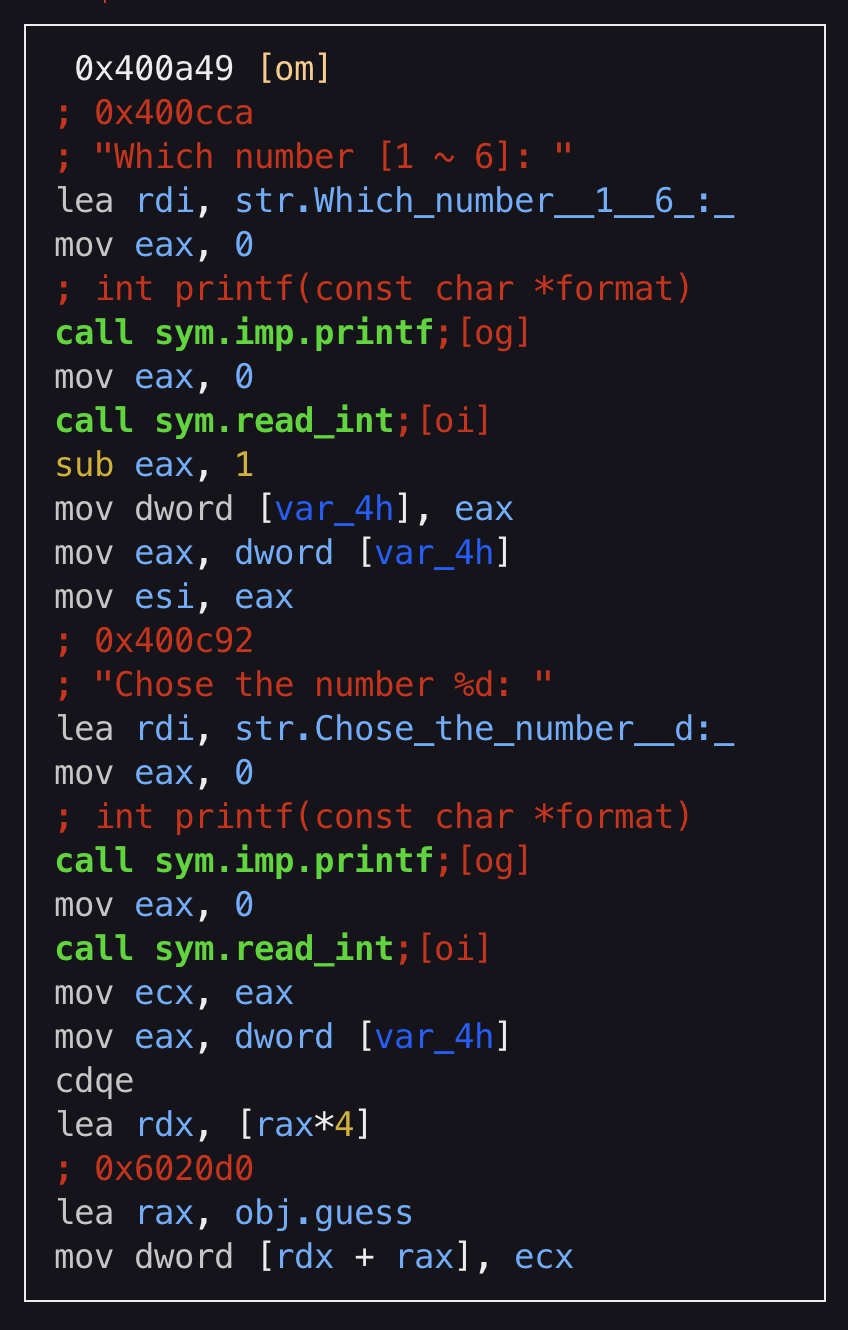 0x400a49 [om]
; 0x400cca
; "Which number [1 ~ 6]: "
lea rdi, str.Which_number__1__6_:_
mov eax, 0
; int printf(const char *format)
call sym.imp.printf;[og]
mov eax, 0
call sym.read_int;[oi]
sub eax, 1
mov dword [var_4h], eax
mov eax, dword [var_4h]
mov esi, eax
; 0x400c92
; "Chose the number %d: "
lea rdi, str.Chose_the_number__d:_
mov eax, 0
; int printf(const char *format)
call sym.imp.printf;[og]
mov eax, 0
call sym.read_int;[oi]
mov ecx, eax
mov eax, dword [var_4h]
cdqe
lea rdx, [rax*4]
; 0x6020d0
lea rax, obj.guess
mov dword [rdx + rax], ecx